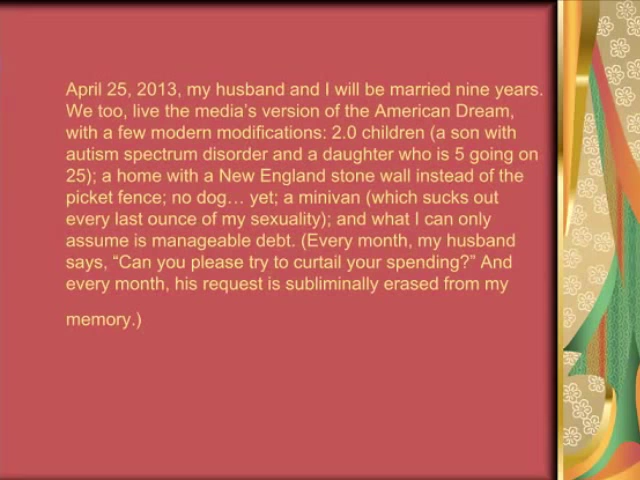 April 25, 2013, my husband and I will be married nine years.
We too, live the media’s version of the American Dream,
with a few modern modifications: 2.0 children (a son with
autism spectrum disorder and a daughter who is 5 going on
25); a home with a New England stone wall instead of the
picket fence; no dog… yet; a minivan (which sucks out
every last ounce of my sexuality); and what I can only
assume is manageable debt. (Every month, my husband
says, “Can you please try to curtail your spending?” And
every month, his request is subliminally erased from my
memory.)